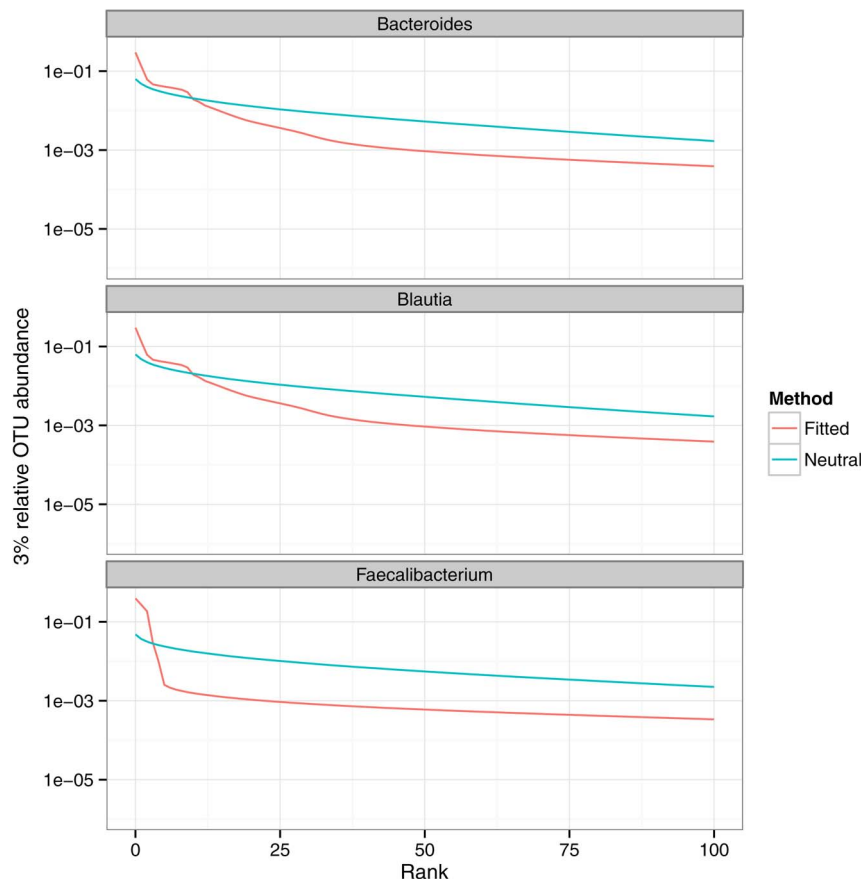 Bacteroides
1e−01
1e−03
1e−05
Blautia
1e−01
1e−03
1e−05
Faecalibacterium
1e−01
1e−03
1e−05
0 25 50 75 100
Rank
3% relative OTU abundance
Method
Fitted
Neutral